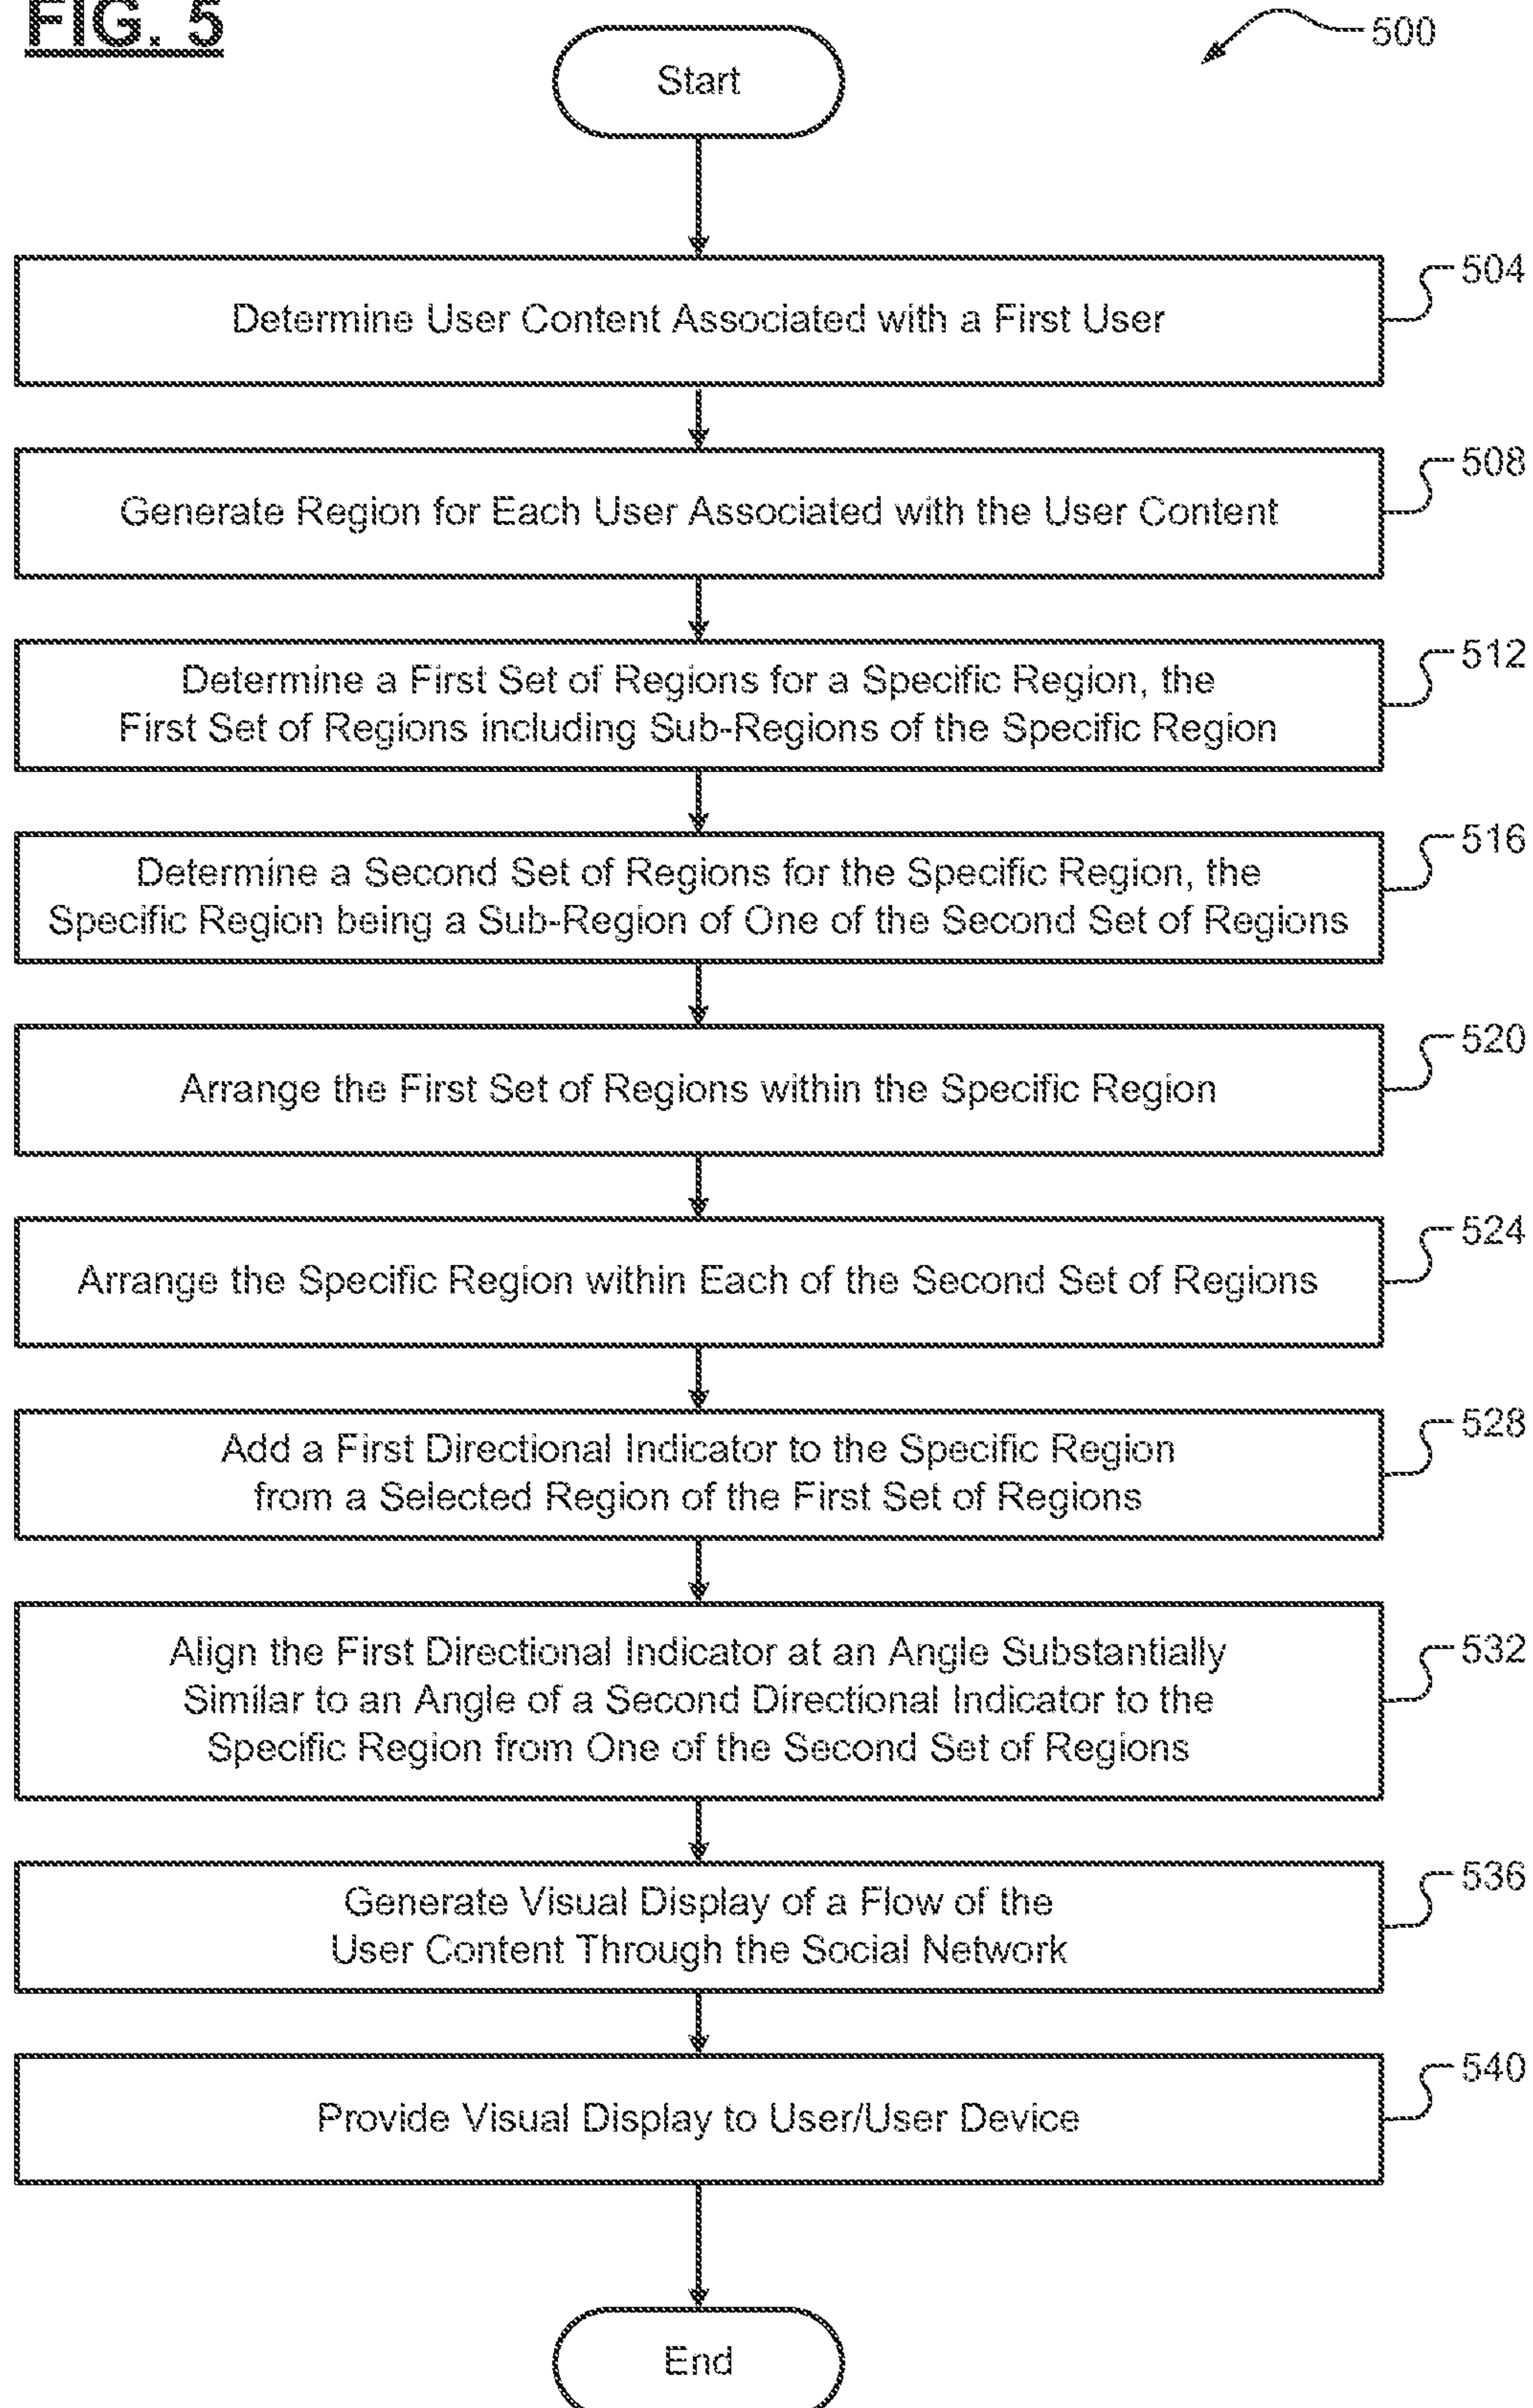 FIG. 5
500
Start
504
Determine User Content Associated with a First User
508
Generate Region for Each User Associated with the User Content
512
Determine a First Set of Regions for a Specific Region, the
First Set of Regions including Sub-Regions of the Specific Region
516
Determine a Second Set of Regions for the Specific Region, the
Specific Region being a Sub-Region of One of the Second Set of Regions
520
Arrange the First Set of Regions within the Specific Region
524
Arrange the Specific Region within Each of the Second Set of Regions
528
Add a First Directional Indicator to the Specific Region
from a Selected Region of the First Set of Regions
532
Align the First Directional Indicator at an Angle Substantially
Similar to an Angle of a Second Directional Indicator to the
Specific Region from One of the Second Set of Regions
536
Generate Visual Display of a Flow of the
User Content Through the Social Network
540
Provide Visual Display to User/User Device
End